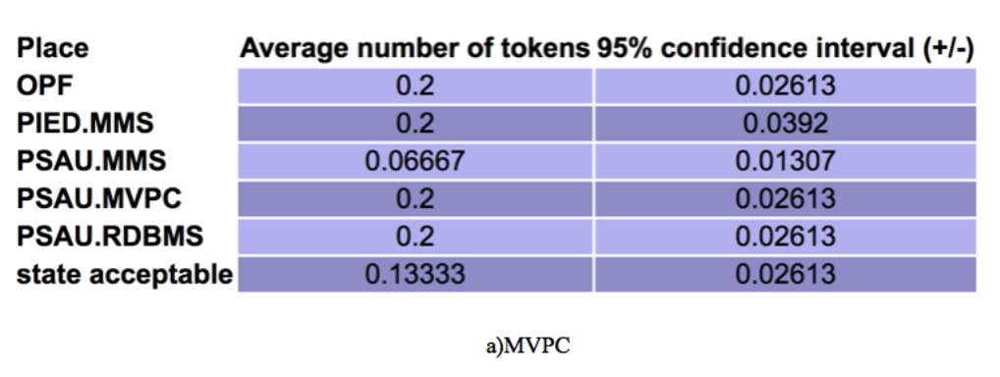 Place Average number of tokens 95% confidence interval (+/-)
OPF 0.2 0.02613
PIED.MMS 0.2 0.0392
PSAU.MMS 0.06667 0.01307
PSAU.MVPC 0.2 0.02613
PSAU.RDBMS 0.2 0.02613
state acceptable 0.13333 0.02613
a)MVPC